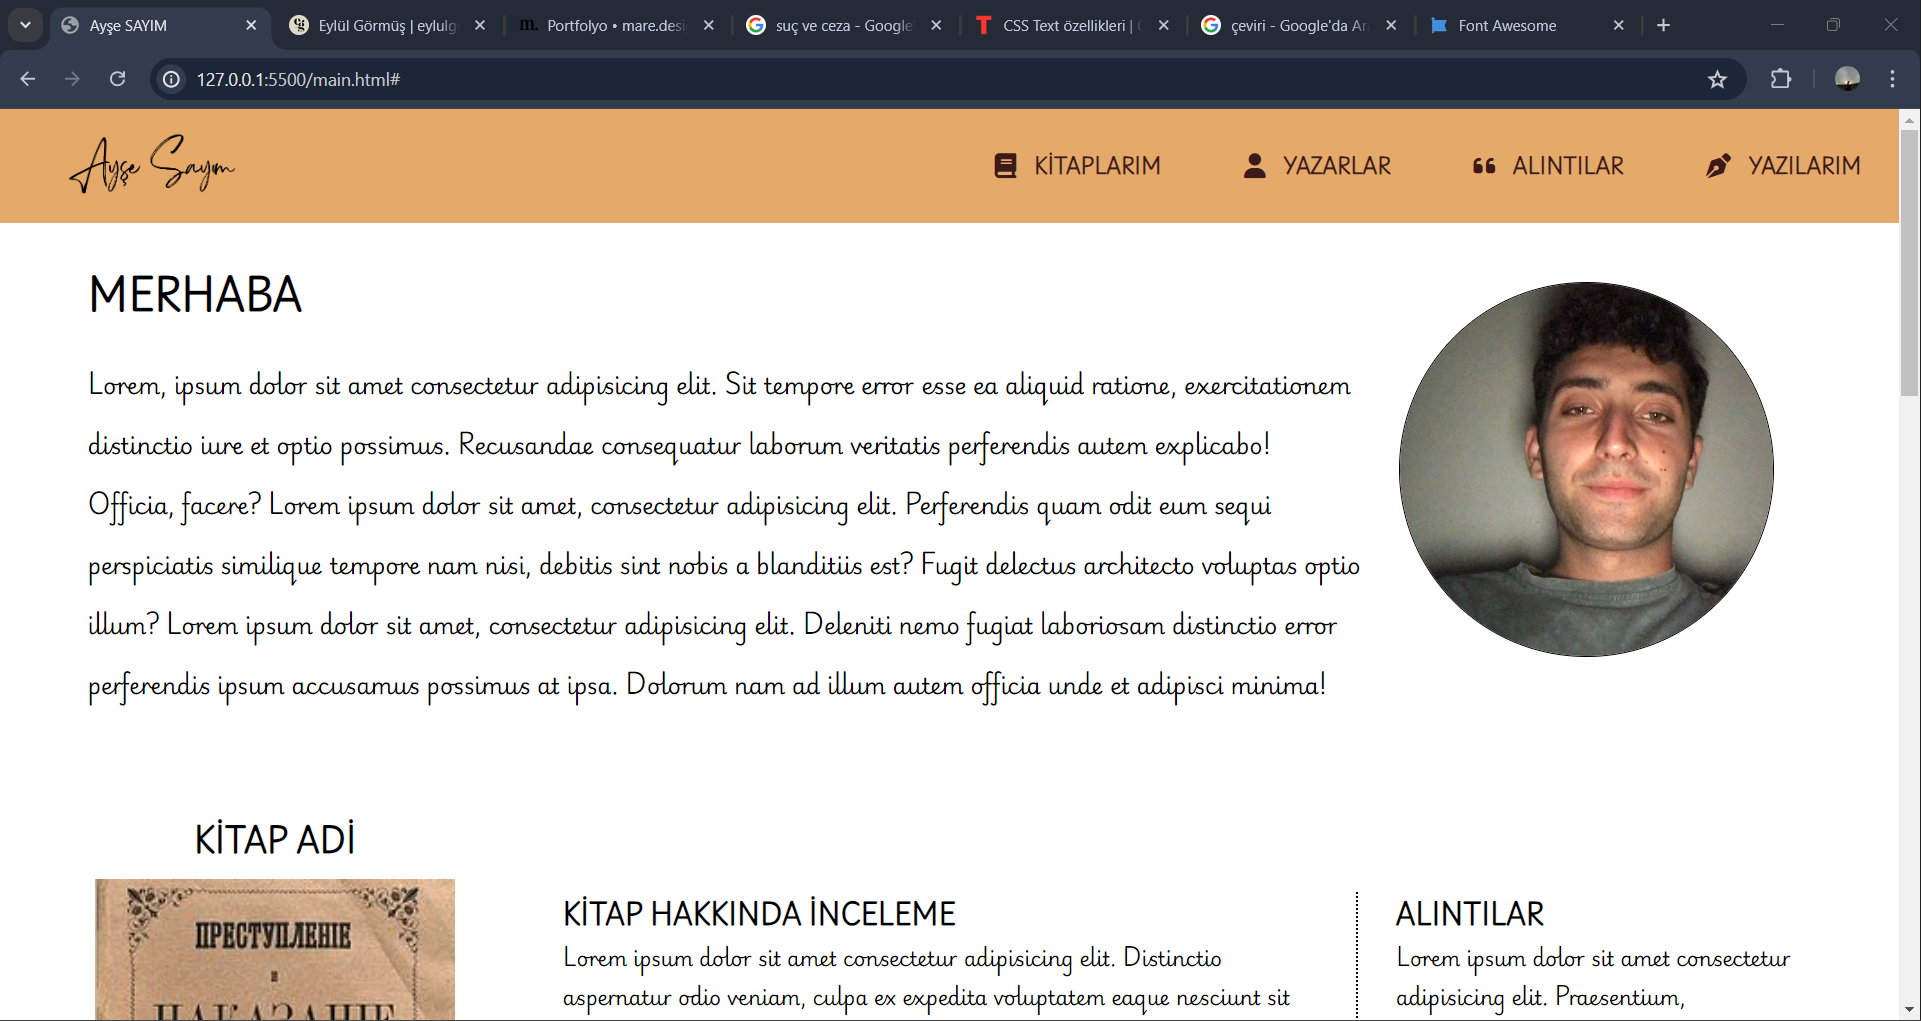 Ayşe SAYIM
Eylül Görmüş | eylulg
m. Portfolyo • mare.desi
suç ve ceza - Google'
CSS Text özellikleri |
çeviri - Google'da Ar
Font Awesome
127.0.0.1:5500/main.html#
Ayşe Sayım
KİTAPLARIM
YAZARLAR
ALINTILAR
YAZILARIM
MERHABA
Lorem, ipsum dolor sit amet consectetur adipisicing elit. Sit tempore error esse ea aliquid ratione, exercitationem
distinctio iure et optio possimus. Recusandae consequatur laborum veritatis perferendis autem explicabo!
Officia, facere? Lorem ipsum dolor sit amet, consectetur adipisicing elit. Perferendis quam odit eum sequi
perspiciatis similique tempore nam nisi, debitis sint nobis a blanditiis est? Fugit delectus architecto voluptas optio
illum? Lorem ipsum dolor sit amet, consectetur adipisicing elit. Deleniti nemo fugiat laboriosam distinctio error
perferendis ipsum accusamus possimus at ipsa. Dolorum nam ad illum autem officia unde et adipisci minima!
KİTAP ADİ
ПРЕСТУПЛЕНІЕ
И
НАКАЗАНІЕ
KİTAP HAKKINDA İNCELEME
Lorem ipsum dolor sit amet consectetur adipisicing elit. Distinctio
aspernatur odio veniam, culpa ex expedita voluptatem eaque nesciunt sit
ALINTILAR
Lorem ipsum dolor sit amet consectetur
adipisicing elit. Praesentium,